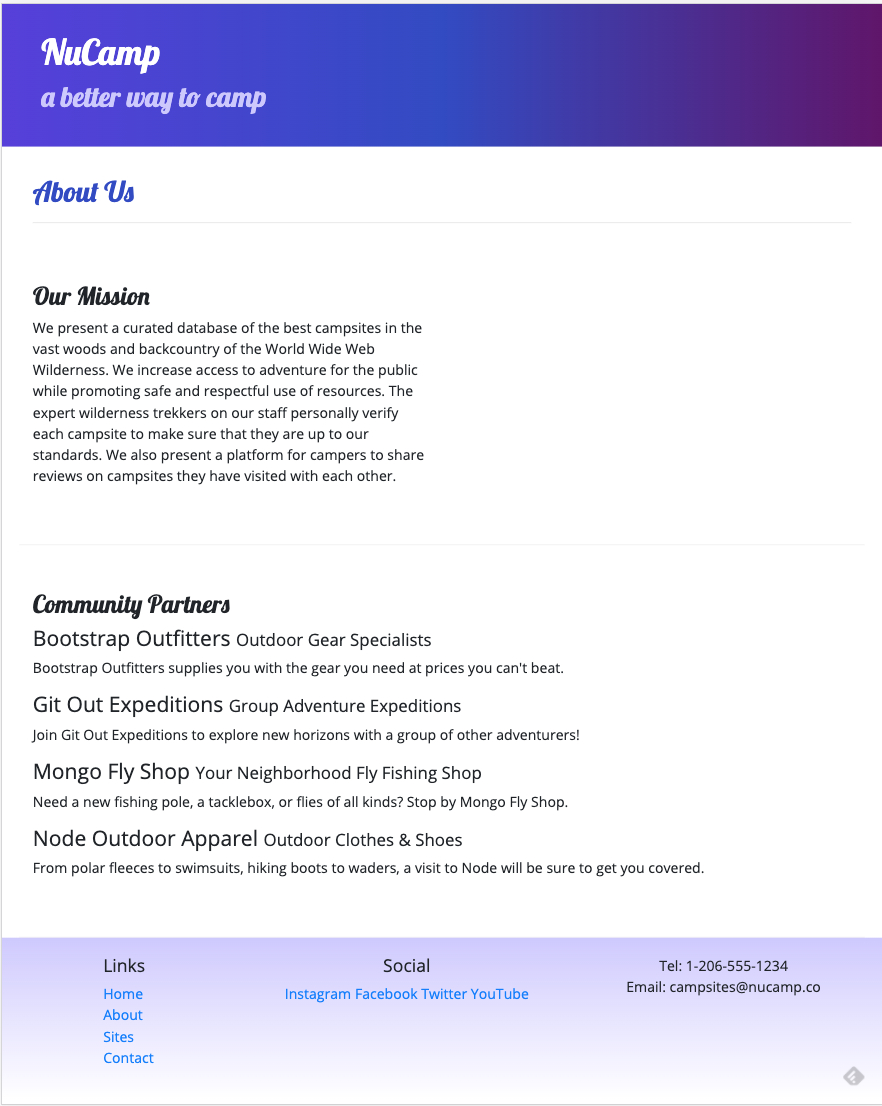 NuCamp
a better way to camp
About Us
Our Mission
We present a curated database of the best campsites in the
vast woods and backcountry of the World Wide Web
Wilderness. We increase access to adventure for the public
while promoting safe and respectful use of resources. The
expert wilderness trekkers on our staff personally verify
each campsite to make sure that they are up to our
standards. We also present a platform for campers to share
reviews on campsites they have visited with each other.
Community Partners
Bootstrap Outfitters Outdoor Gear Specialists
Bootstrap Outfitters supplies you with the gear you need at prices you can't beat.
Git Out Expeditions Group Adventure Expeditions
Join Git Out Expeditions to explore new horizons with a group of other adventurers!
Mongo Fly Shop Your Neighborhood Fly Fishing Shop
Need a new fishing pole, a tacklebox, or flies of all kinds? Stop by Mongo Fly Shop.
Node Outdoor Apparel Outdoor Clothes & Shoes
From polar fleeces to swimsuits, hiking boots to waders, a visit to Node will be sure to get you covered.
Links
Home
About
Sites
Contact
Social
Instagram Facebook Twitter YouTube
Tel: 1-206-555-1234
Email: campsites@nucamp.co